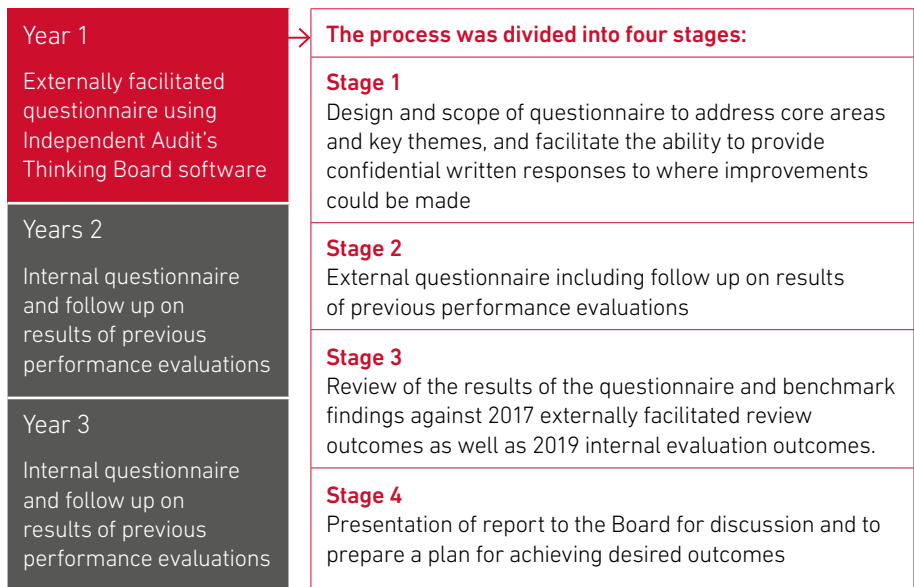 Year 1
Externally facilitated
questionnaire using
Independent Audit's
Thinking Board software
Years 2
Internal questionnaire
and follow up on
results of previous
performance evaluations
Year 3
Internal questionnaire
and follow up on
results of previous
performance evaluations
The process was divided into four stages:
Stage 1
Design and scope of questionnaire to address core areas
and key themes, and facilitate the ability to provide
confidential written responses to where improvements
could be made
Stage 2
External questionnaire including follow up on results
of previous performance evaluations
Stage 3
Review of the results of the questionnaire and benchmark
findings against 2017 externally facilitated review
outcomes as well as 2019 internal evaluation outcomes.
Stage 4
Presentation of report to the Board for discussion and to
prepare a plan for achieving desired outcomes